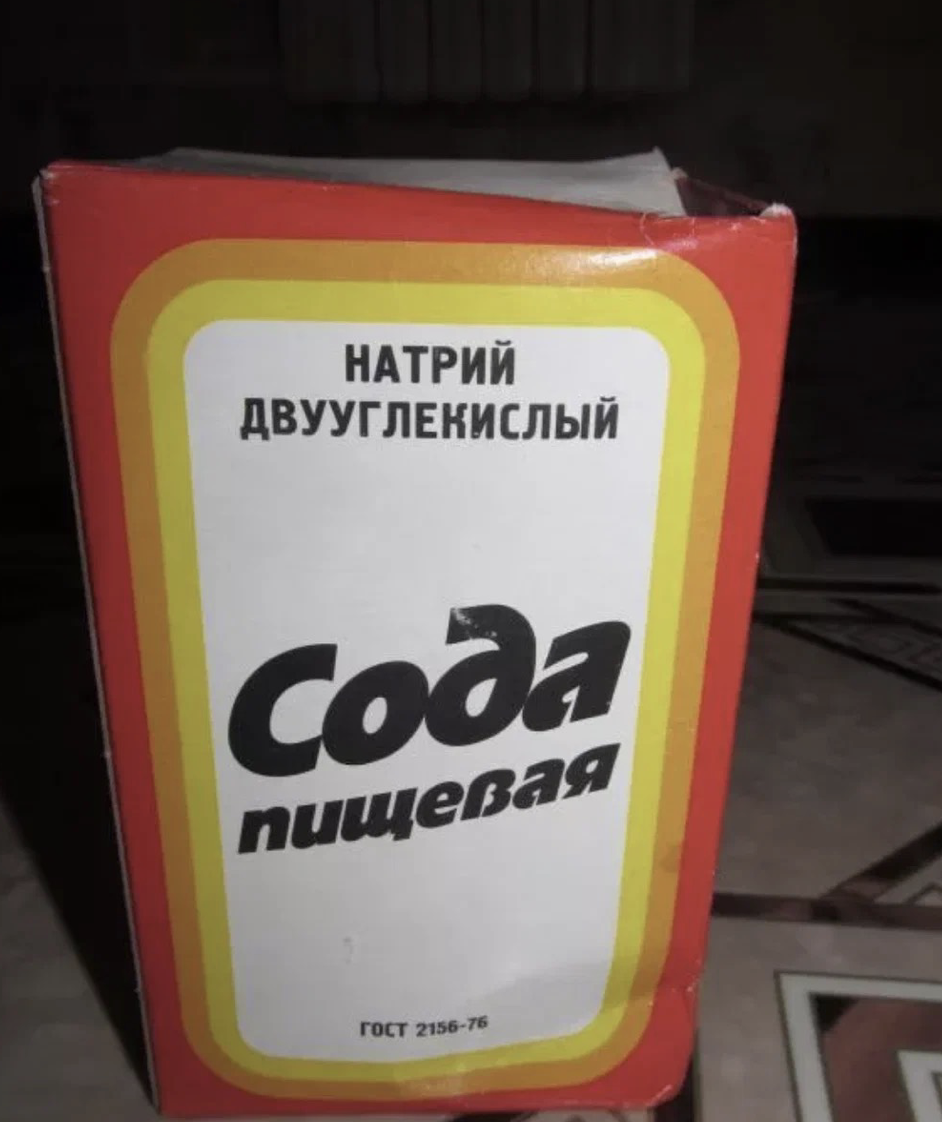 НАТРИЙ
ДВУУГЛЕКИСЛЫЙ
Сода
пищевая
ГОСТ 2156-76